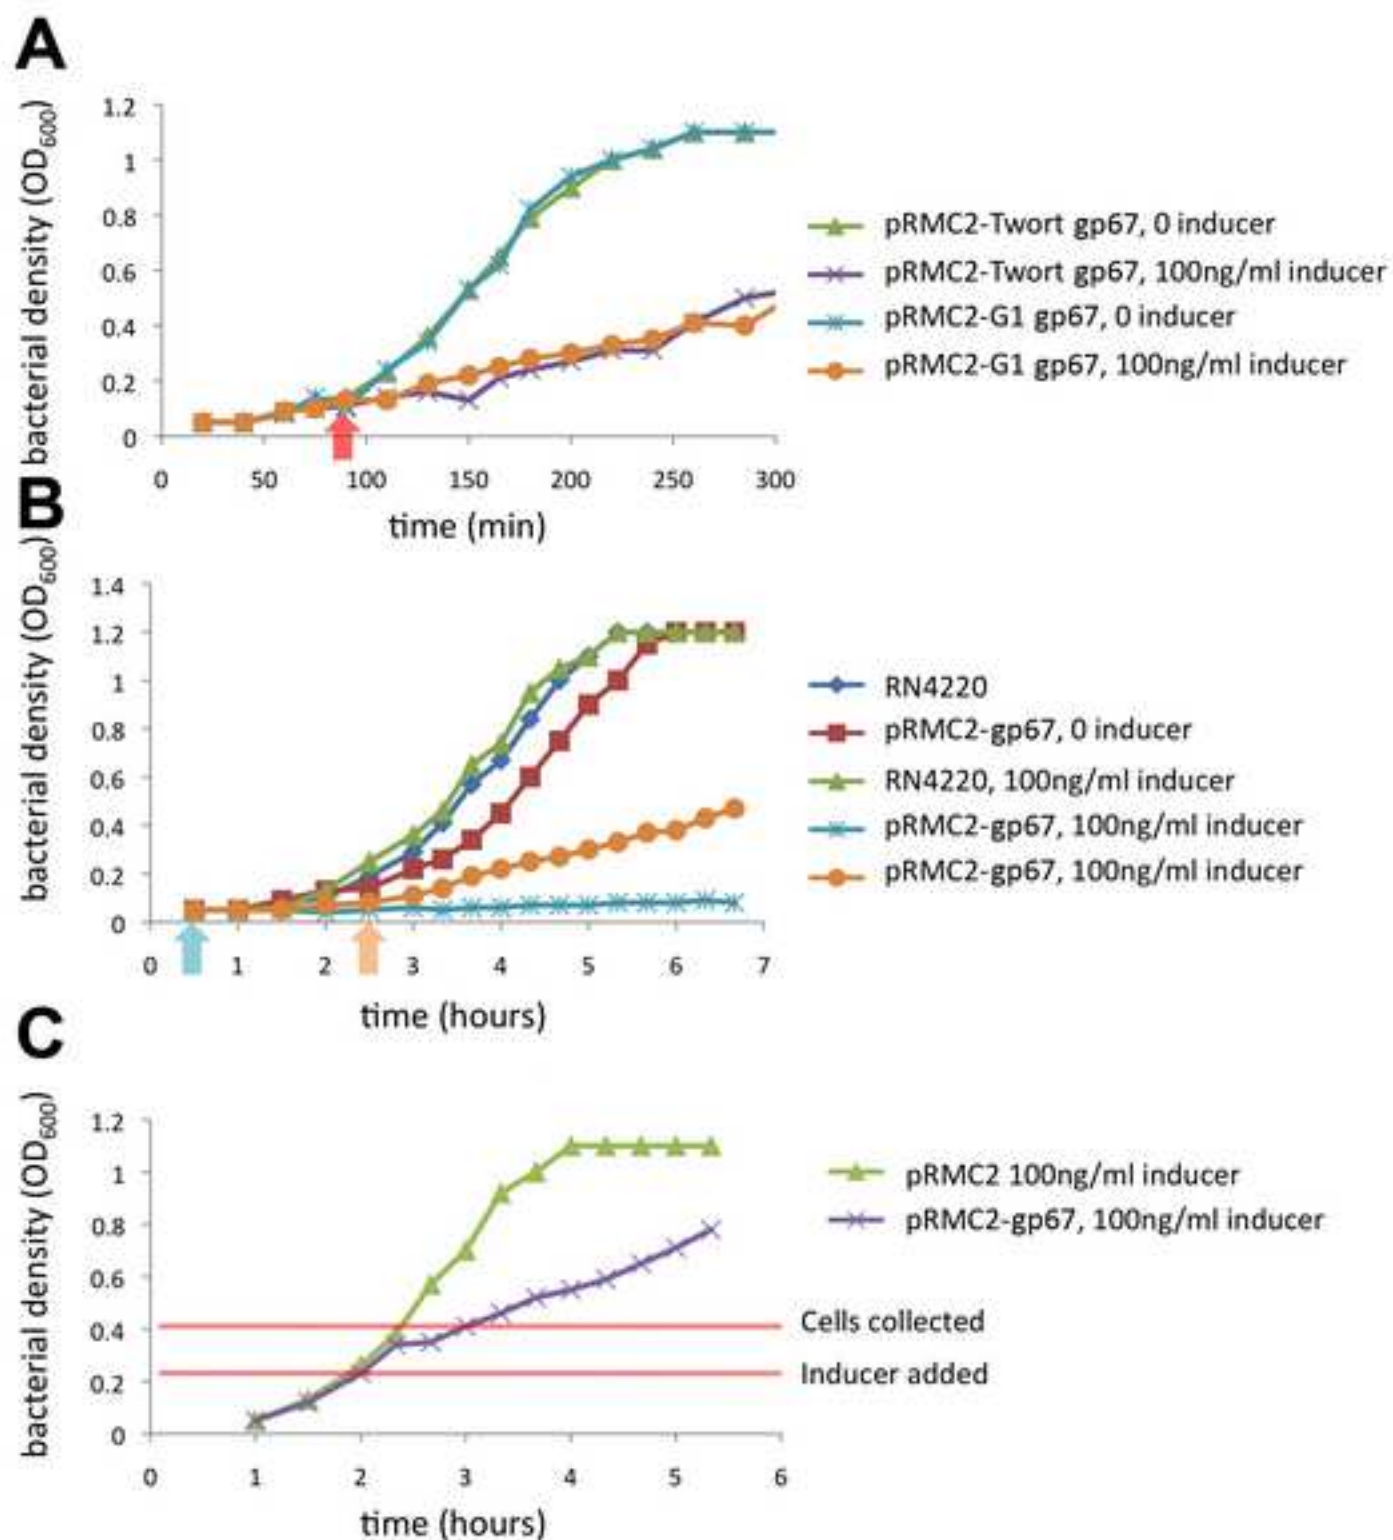 A
bacterial density (OD600)
1.2
1
0.8
0.6
0.4
0.2
0
0 50 100 150 200 250 300
time (min)
pRMC2-Twort gp67, 0 inducer
pRMC2-Twort gp67, 100ng/ml inducer
pRMC2-G1 gp67, 0 inducer
pRMC2-G1 gp67, 100ng/ml inducer
B
bacterial density (OD600)
1.4
1.2
1
0.8
0.6
0.4
0.2
0
0 1 2 3 4 5 6 7
time (hours)
RN4220
pRMC2-gp67, 0 inducer
RN4220, 100ng/ml inducer
pRMC2-gp67, 100ng/ml inducer
pRMC2-gp67, 100ng/ml inducer
C
bacterial density (OD600)
1.2
1
0.8
0.6
0.4
0.2
0
0 1 2 3 4 5 6
time (hours)
pRMC2 100ng/ml inducer
pRMC2-gp67, 100ng/ml inducer
Cells collected
Inducer added